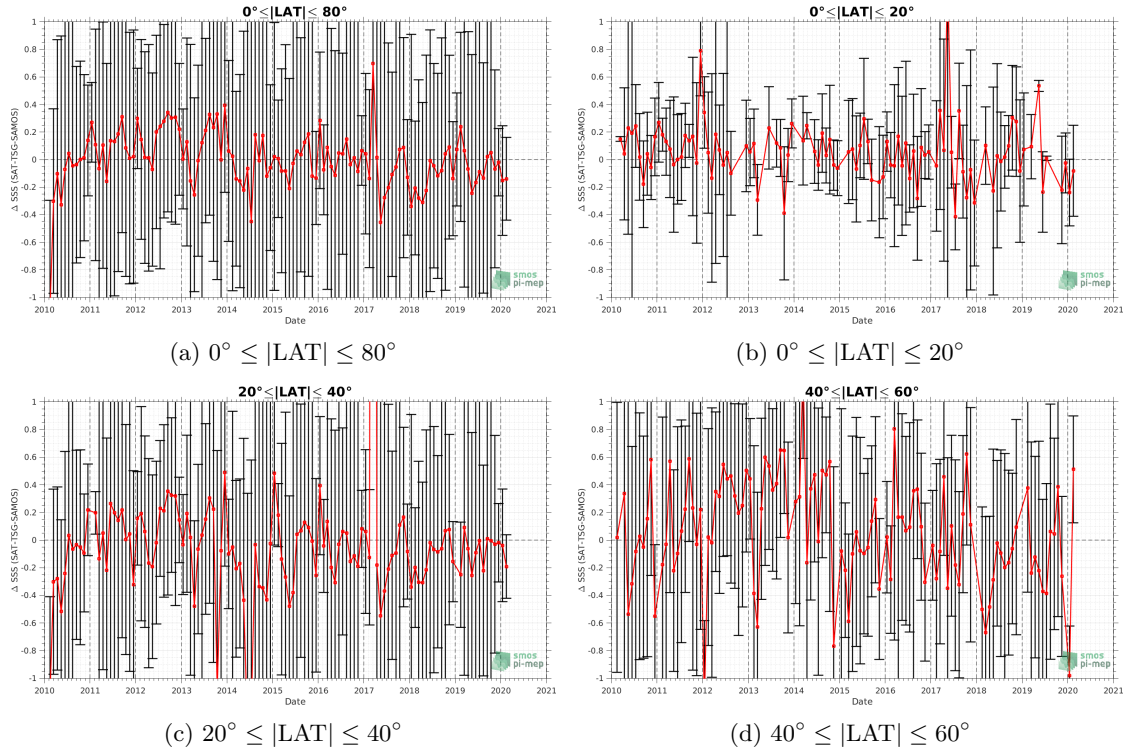 0°≤|LAT|≤ 80°
Δ SSS (SAT-TSG-SAMOS)
1
0.8
0.6
0.4
0.2
0
-0.2
-0.4
-0.6
-0.8
-1
2010 2011 2012 2013 2014 2015 2016 2017 2018 2019 2020 2021
Date
smos
pi-mep
(a) 0° ≤ |LAT| ≤ 80°
0°≤|LAT|≤ 20°
Δ SSS (SAT-TSG-SAMOS)
1
0.8
0.6
0.4
0.2
0
-0.2
-0.4
-0.6
-0.8
-1
2010 2011 2012 2013 2014 2015 2016 2017 2018 2019 2020 2021
Date
smos
pi-mep
(b) 0° ≤ |LAT| ≤ 20°
20°≤|LAT|≤ 40°
Δ SSS (SAT-TSG-SAMOS)
1
0.8
0.6
0.4
0.2
0
-0.2
-0.4
-0.6
-0.8
-1
2010 2011 2012 2013 2014 2015 2016 2017 2018 2019 2020 2021
Date
smos
pi-mep
(c) 20° ≤ |LAT| ≤ 40°
40°≤|LAT|≤ 60°
Δ SSS (SAT-TSG-SAMOS)
1
0.8
0.6
0.4
0.2
0
-0.2
-0.4
-0.6
-0.8
-1
2010 2011 2012 2013 2014 2015 2016 2017 2018 2019 2020 2021
Date
smos
pi-mep
(d) 40° ≤ |LAT| ≤ 60°